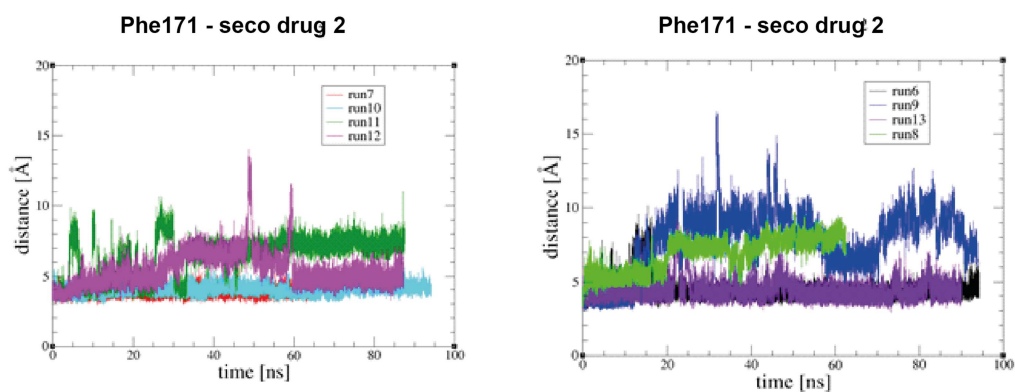 Phe171 - seco drug 2
20
15
10
5
0
distance [Å]
run7
run10
run11
run12
0 20 40 60 80 100
time [ns]
Phe171 - seco drug 2
20
15
10
5
0
distance [Å]
run6
run9
run13
run8
0 20 40 60 80 100
time [ns]